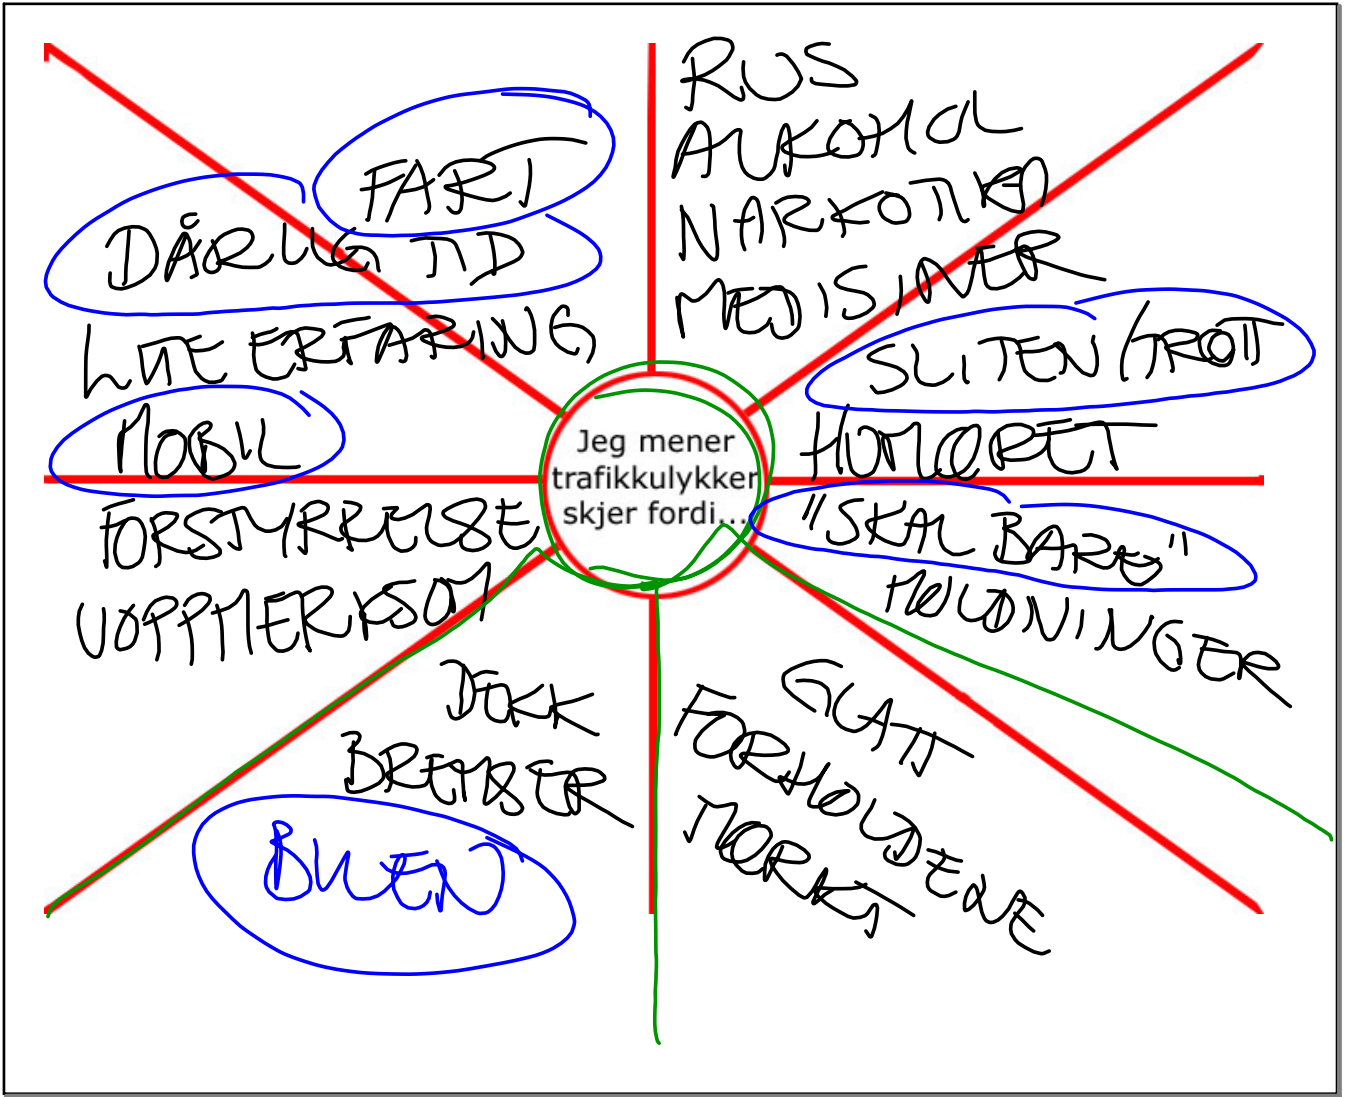 FART
DÅRLIG TID
LITE ERFARING
MOBIL
FORSTYRRELSE
UOPPMERKSOM
DEKK
BREMSER
BILEN
RUS
ALKOHOL
NARKOTIKA
MEDISINER
SLITEN/TRØTT
HUMØRET
"SKAL BARE"
HOLDNINGER
GLATT
FORHOLDENE
MØRKT
Jeg mener
trafikkulykker
skjer fordi...